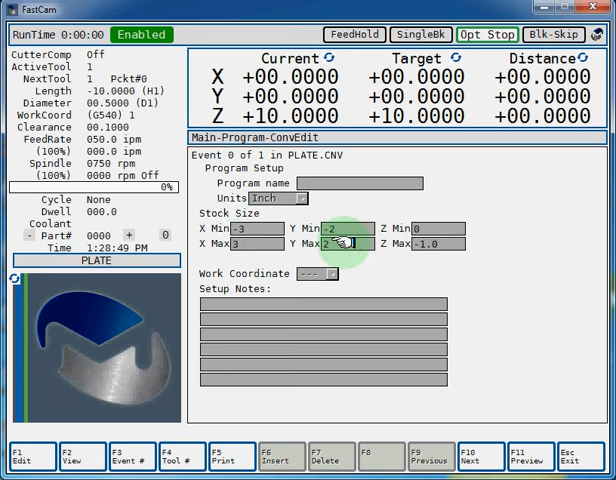 FastCam
RunTime 0:00:00 Enabled FeedHold SingleBk Opt Stop Blk-Skip
CutterComp Off
ActiveTool 1
NextTool 1 Pckt#0
Length -10.0000 (H1)
Diameter 00.5000 (D1)
WorkCoord (G540) 1
Clearance 00.1000
FeedRate 050.0 ipm
(100%) 000.0 ipm
Spindle 0750 rpm
(100%) 0000 rpm Off
0%
Cycle None
Dwell 000.0
Coolant
- Part# 0000 + 0
Time 1:28:49 PM
PLATE
Current Target Distance
X +00.0000 +00.0000 +00.0000
Y +00.0000 +00.0000 +00.0000
Z +10.0000 +10.0000 +00.0000
Main-Program-ConvEdit
Event 0 of 1 in PLATE.CNV
Program Setup
Program name
Units Inch
Stock Size
X Min -3 Y Min -2 Z Min 0
X Max 3 Y Max 2 Z Max -1.0
Work Coordinate ---
Setup Notes:
F1 Edit
F2 View
F3 Event #
F4 Tool #
F5 Print
F6 Insert
F7 Delete
F8
F9 Previous
F10 Next
F11 Preview
Esc Exit